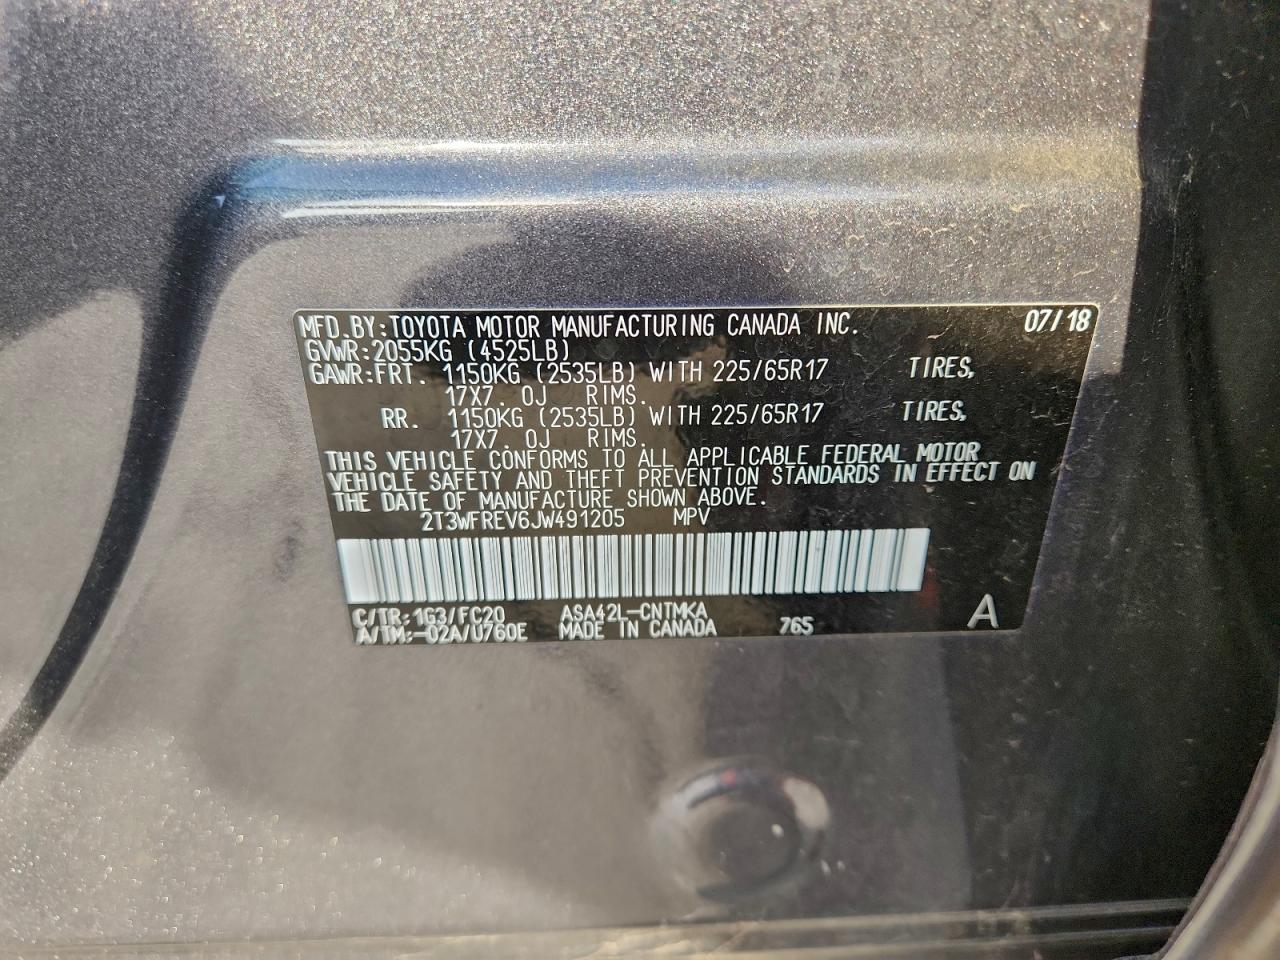 MFD.BY:TOYOTA MOTOR MANUFACTURING CANADA INC. 07/18
GVWR:2055KG (4525LB)
GAWR:FRT. 1150KG (2535LB) WITH 225/65R17 TIRES,
17X7.0J RIMS.
RR. 1150KG (2535LB) WITH 225/65R17 TIRES,
17X7.0J RIMS.
THIS VEHICLE CONFORMS TO ALL APPLICABLE FEDERAL MOTOR
VEHICLE SAFETY AND THEFT PREVENTION STANDARDS IN EFFECT ON
THE DATE OF MANUFACTURE SHOWN ABOVE.
2T3WFREV6JW491205 MPV
C/TR:1G3/FC20 ASA42L-CNTMKA
A/TM:-02A/U760E MADE IN CANADA 765 A